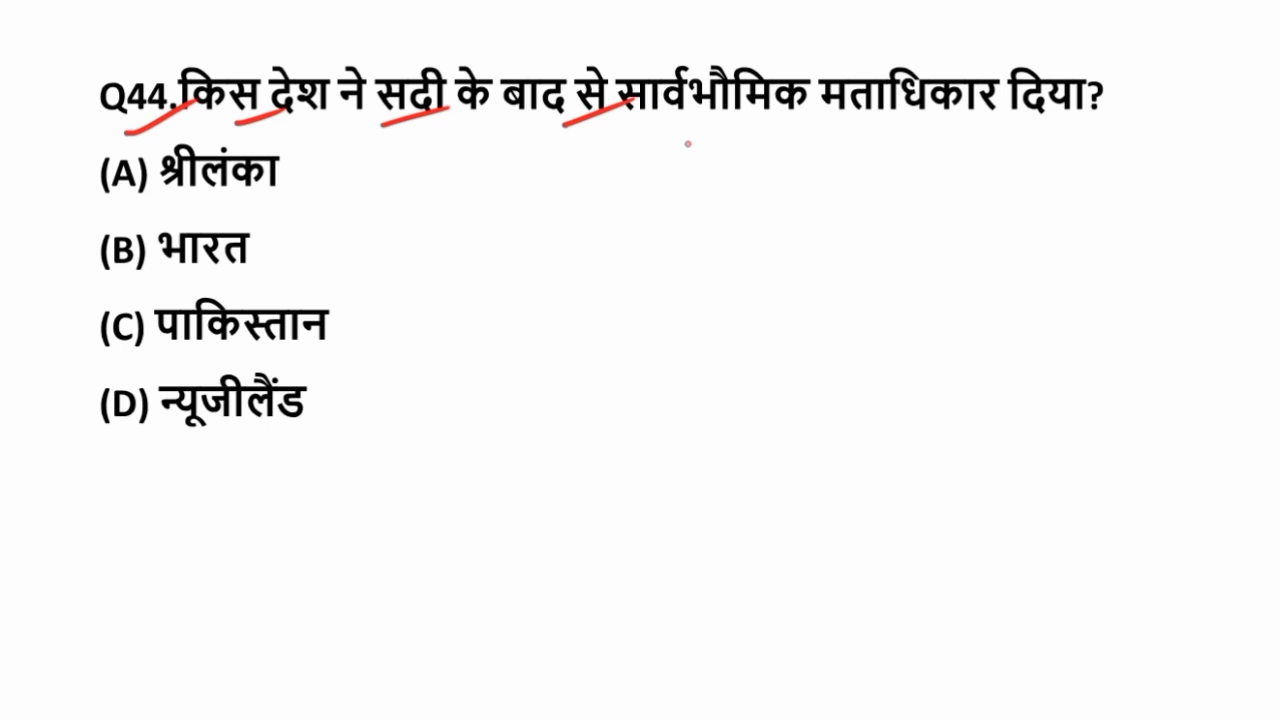 Q44.किस देश ने सदी के बाद से सार्वभौमिक मताधिकार दिया?
(A) श्रीलंका
(B) भारत
(C) पाकिस्तान
(D) न्यूजीलैंड